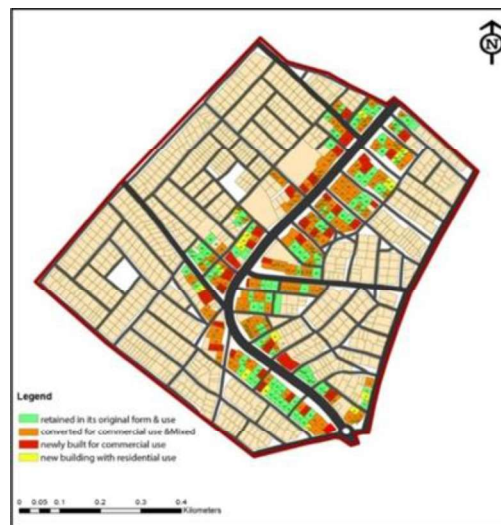 N
Legend
retained in its original form & use
converted for commercial use &Mixed
newly built for commercial use
new building with residential use
0 0.05 0.1 0.2 0.3 0.4
Kilometers